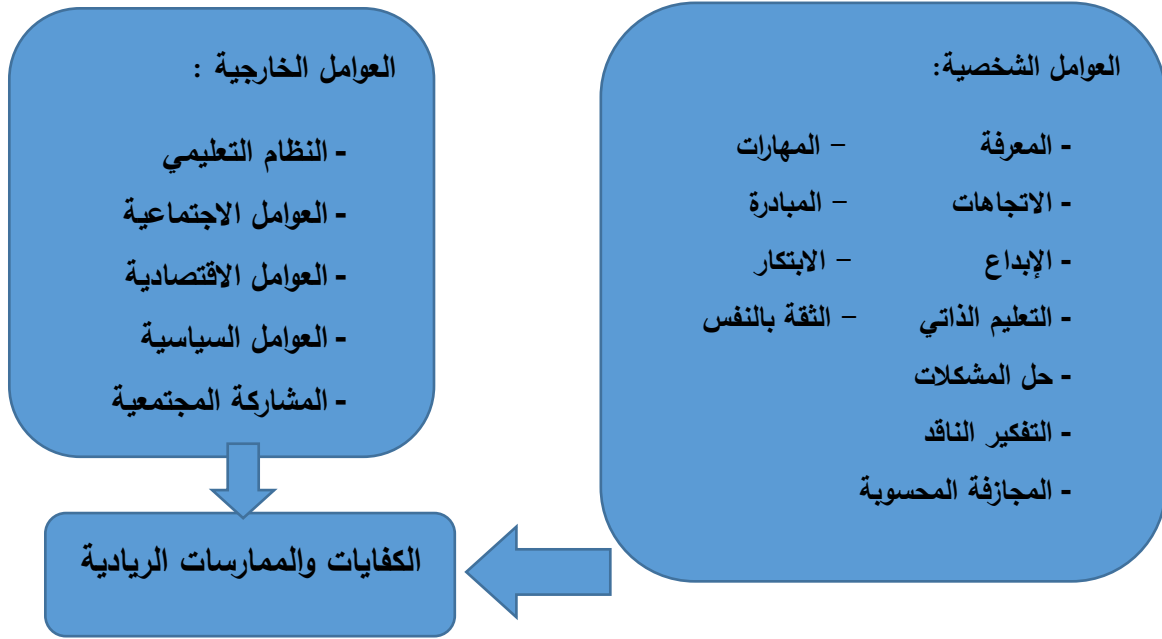 العوامل الشخصية:
- المعرفة – المهارات
- الاتجاهات – المبادرة
- الإبداع – الابتكار
- التعليم الذاتي – الثقة بالنفس
- حل المشكلات
- التفكير الناقد
- المجازفة المحسوبة
العوامل الخارجية :
- النظام التعليمي
- العوامل الاجتماعية
- العوامل الاقتصادية
- العوامل السياسية
- المشاركة المجتمعية
الكفايات والممارسات الريادية